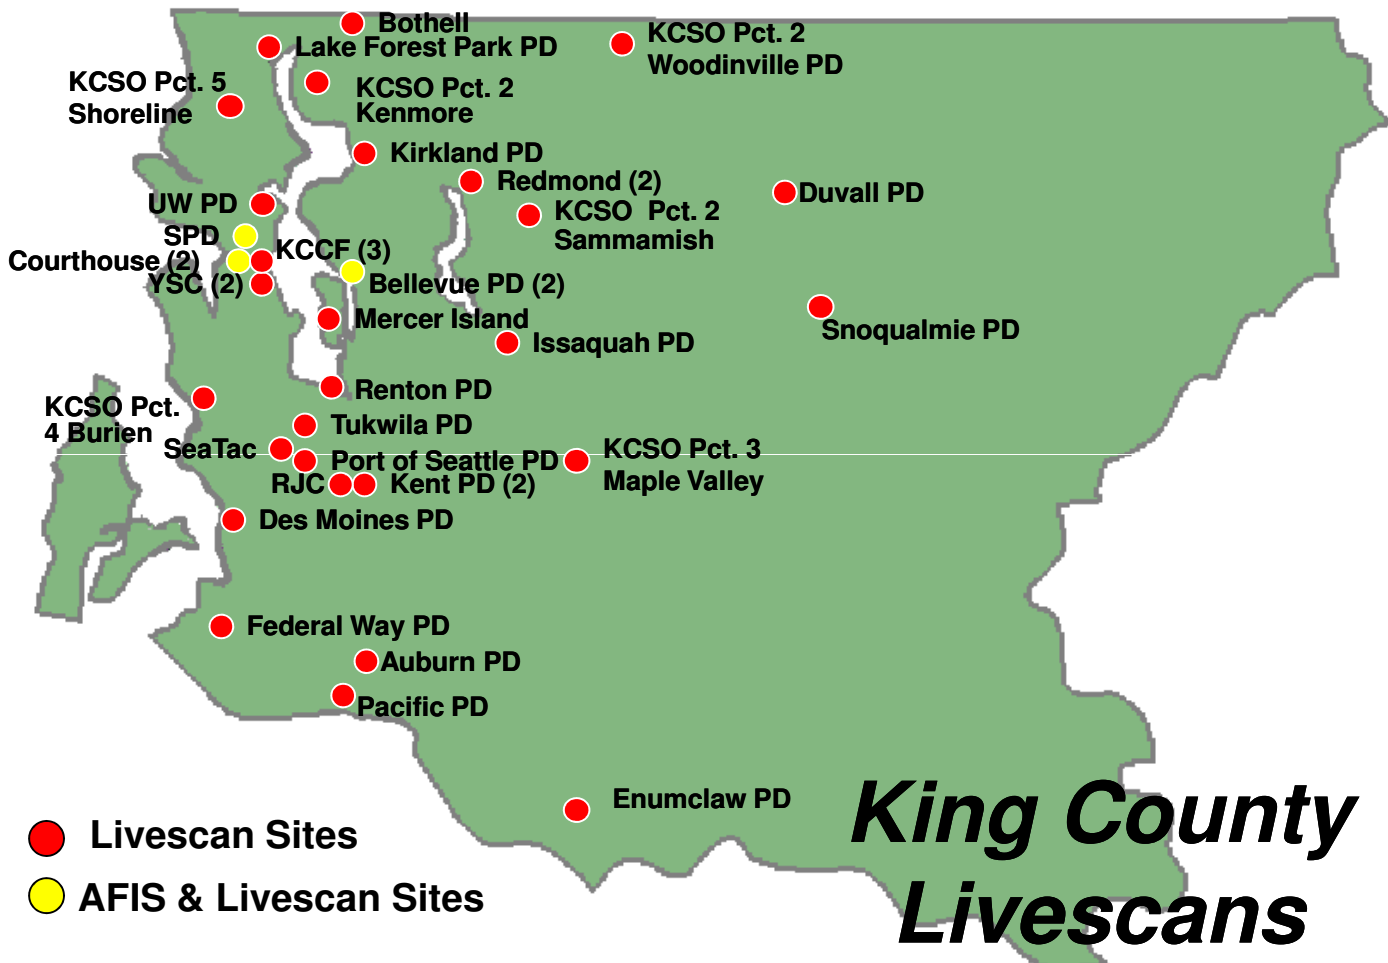 Bothell
Lake Forest Park PD
KCSO Pct. 2
Woodinville PD
KCSO Pct. 5
Shoreline
KCSO Pct. 2
Kenmore
Kirkland PD
Redmond (2)
Duvall PD
UW PD
KCSO Pct. 2
Sammamish
SPD
KCCF (3)
Courthouse (2)
YSC (2)
Bellevue PD (2)
Mercer Island
Snoqualmie PD
Issaquah PD
Renton PD
KCSO Pct.
4 Burien
Tukwila PD
SeaTac
KCSO Pct. 3
Maple Valley
Port of Seattle PD
RJC
Kent PD (2)
Des Moines PD
Federal Way PD
Auburn PD
Pacific PD
Enumclaw PD
King County
Livescans
Livescan Sites
AFIS & Livescan Sites